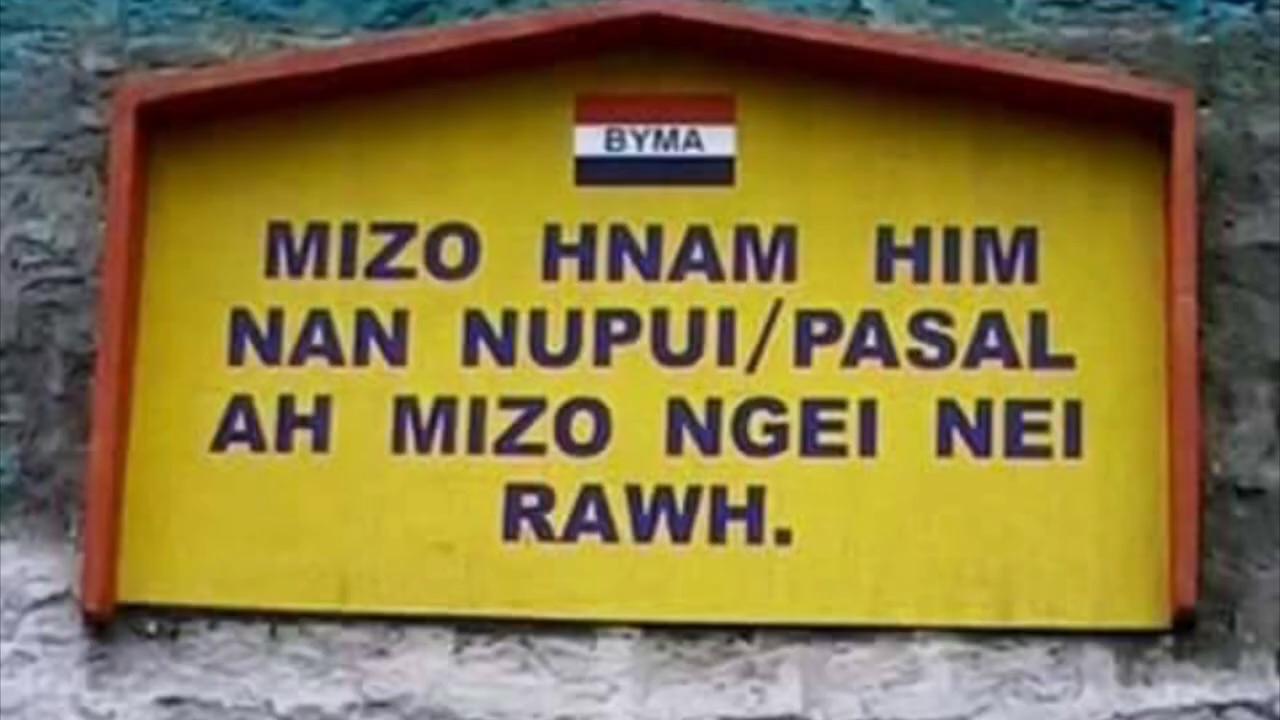 BYMA
MIZO HNAM HIM
NAN NUPUI/PASAL
AH MIZO NGEI NEI
RAWH.